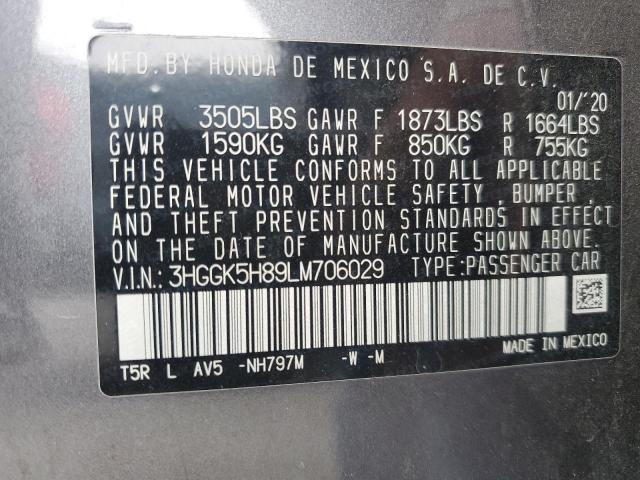 MFD. BY HONDA DE MEXICO S.A. DE C.V.
01/'20
GVWR 3505LBS GAWR F 1873LBS R 1664LBS
GVWR 1590KG GAWR F 850KG R 755KG
THIS VEHICLE CONFORMS TO ALL APPLICABLE
FEDERAL MOTOR VEHICLE SAFETY , BUMPER ,
AND THEFT PREVENTION STANDARDS IN EFFECT
ON THE DATE OF MANUFACTURE SHOWN ABOVE.
V.I.N.: 3HGGK5H89LM706029 TYPE:PASSENGER CAR
T5R L AV5 -NH797M -W -M MADE IN MEXICO